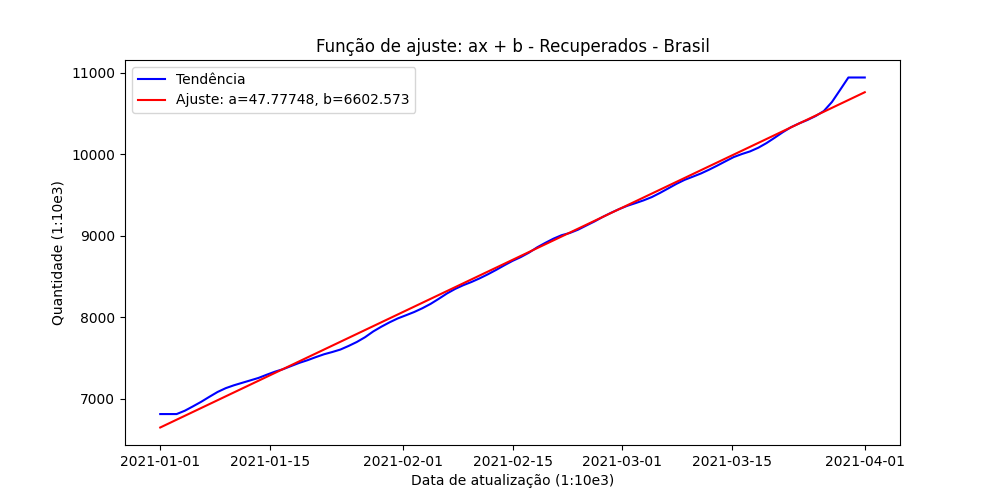 Função de ajuste: ax + b - Recuperados - Brasil
Tendência
Ajuste: a=47.77748, b=6602.573
Quantidade (1:10e3)
11000
10000
9000
8000
7000
2021-01-01 2021-01-15 2021-02-01 2021-02-15 2021-03-01 2021-03-15 2021-04-01
Data de atualização (1:10e3)